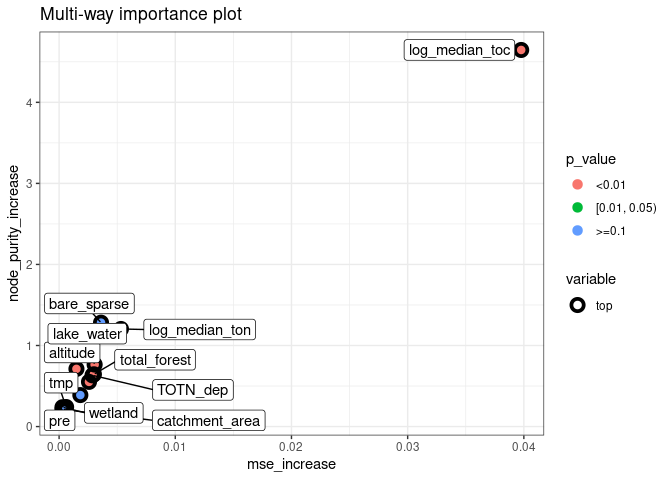 Multi-way importance plot
log_median_toc
4
3
2
1
0
node_purity_increase
bare_sparse
log_median_ton
lake_water
altitude
total_forest
tmp
TOTN_dep
wetland
pre
catchment_area
0.00
0.01
0.02
0.03
0.04
mse_increase
p_value
<0.01
[0.01, 0.05)
>=0.1
variable
top